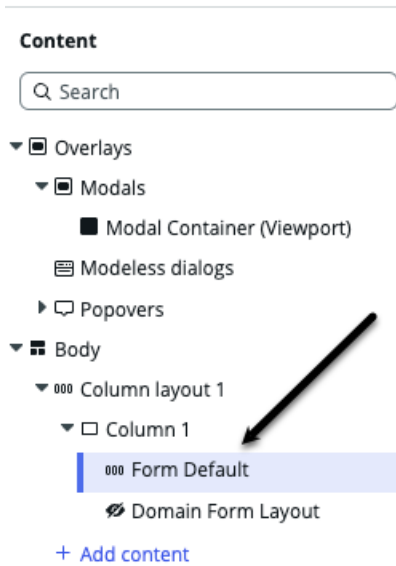 Content
Search
Overlays
Modals
Modal Container (Viewport)
Modeless dialogs
Popovers
Body
Column layout 1
Column 1
Form Default
Domain Form Layout
+ Add content